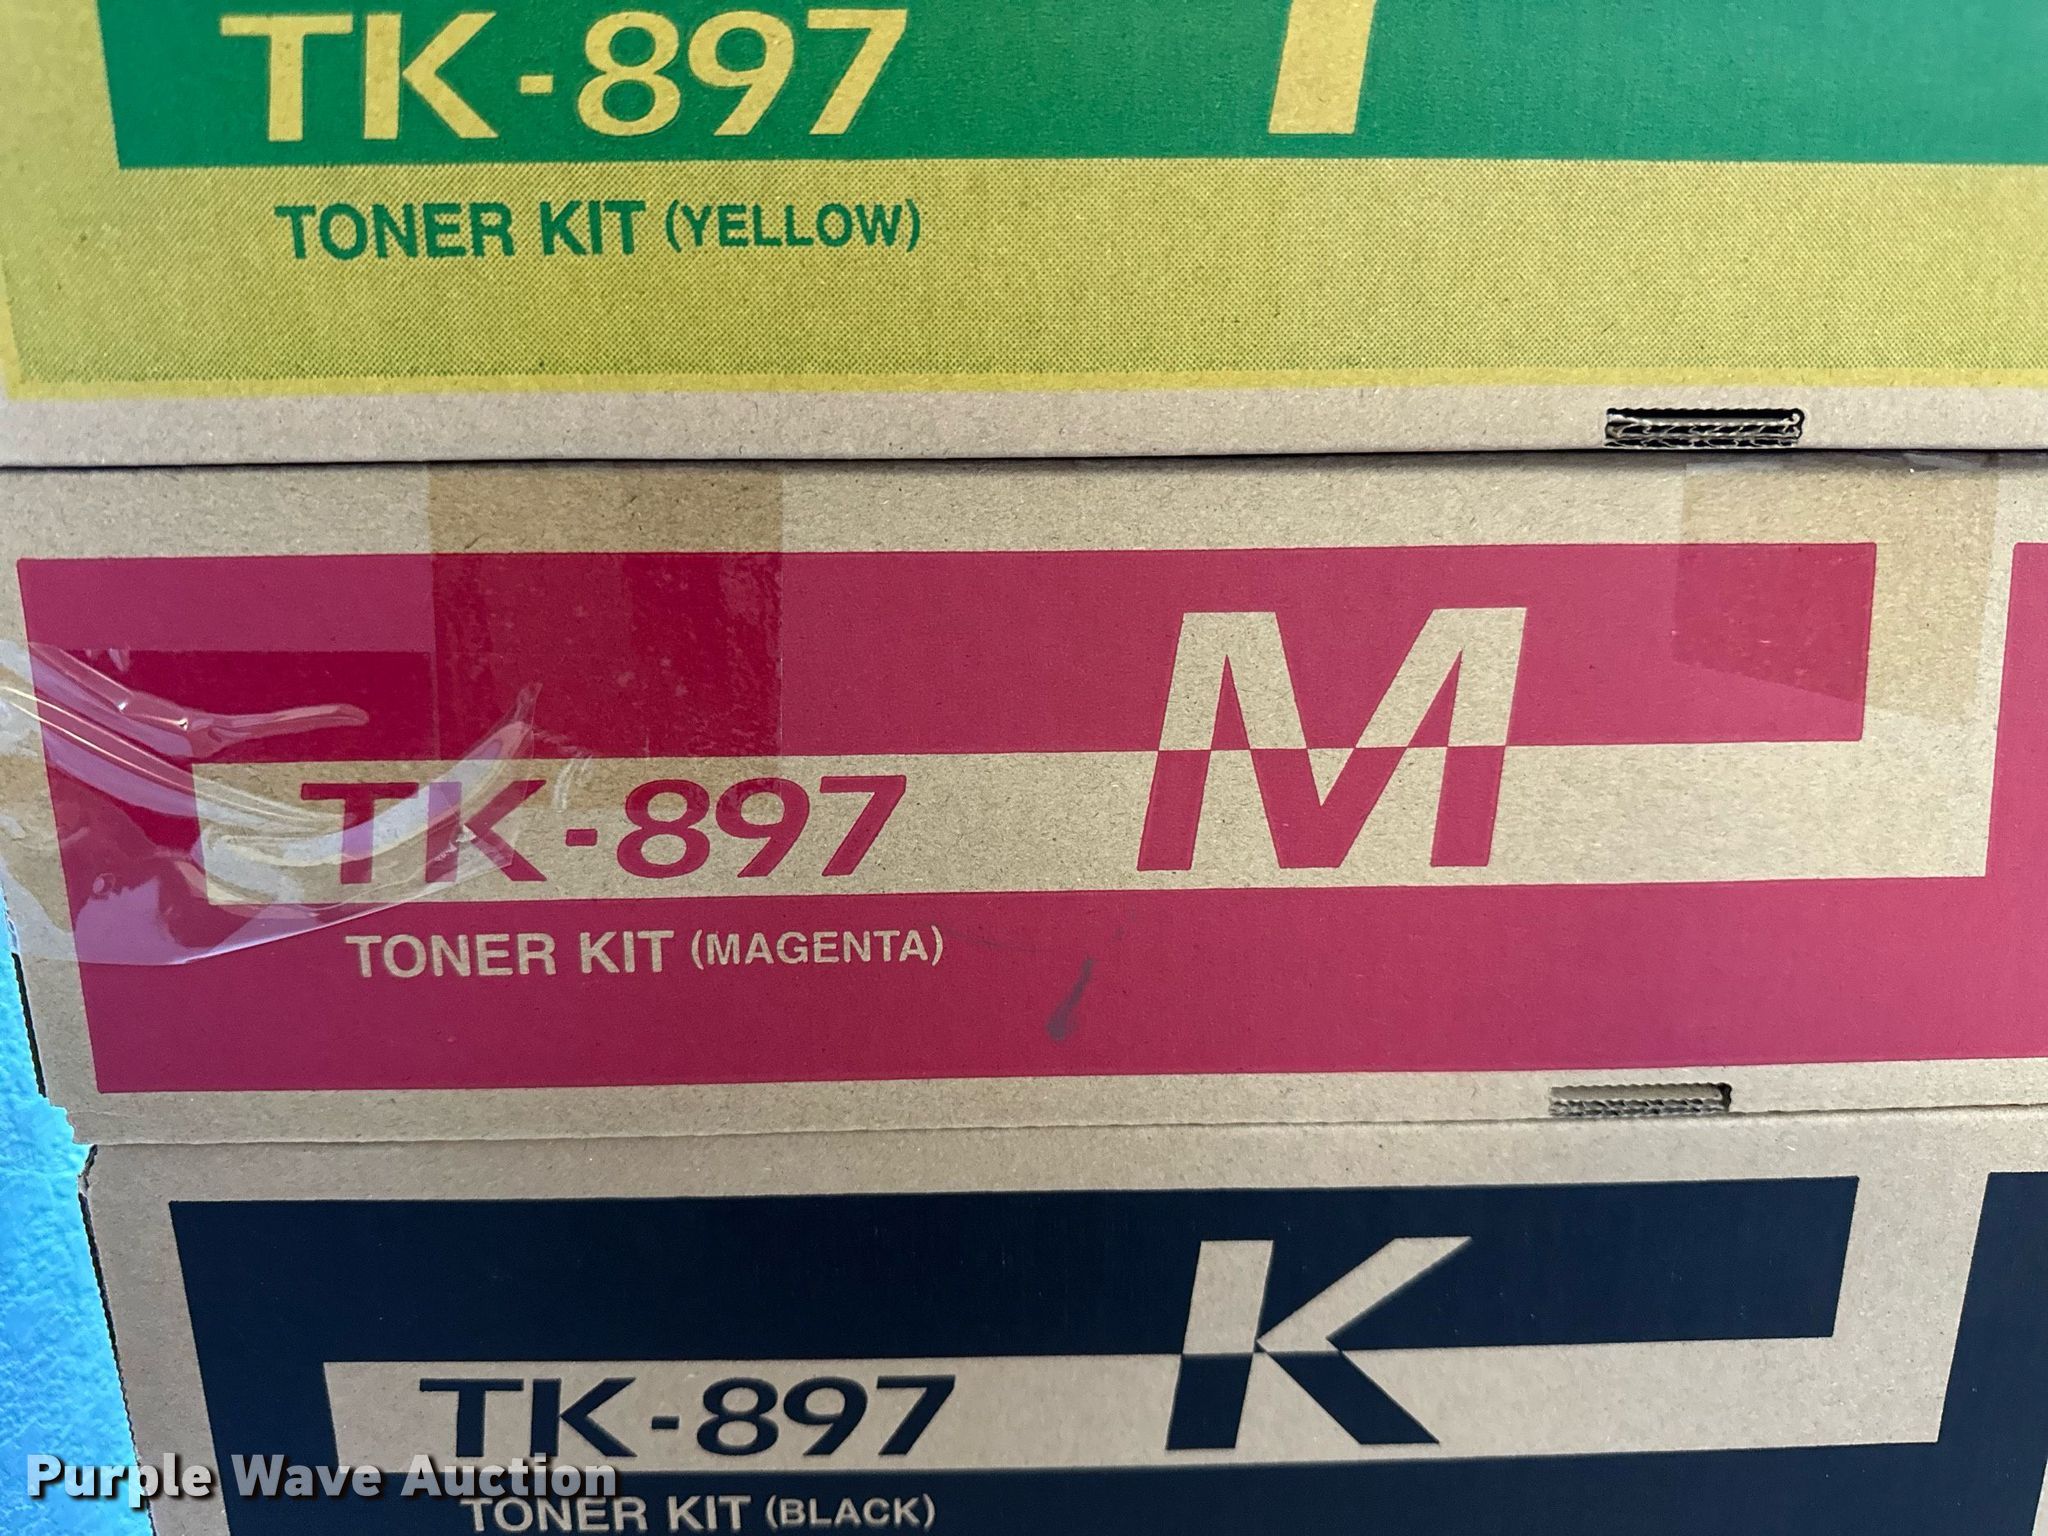 TK-897
TONER KIT (YELLOW)
M
TK-897
TONER KIT (MAGENTA)
K
TK-897
TONER KIT (BLACK)
Purple Wave Auction